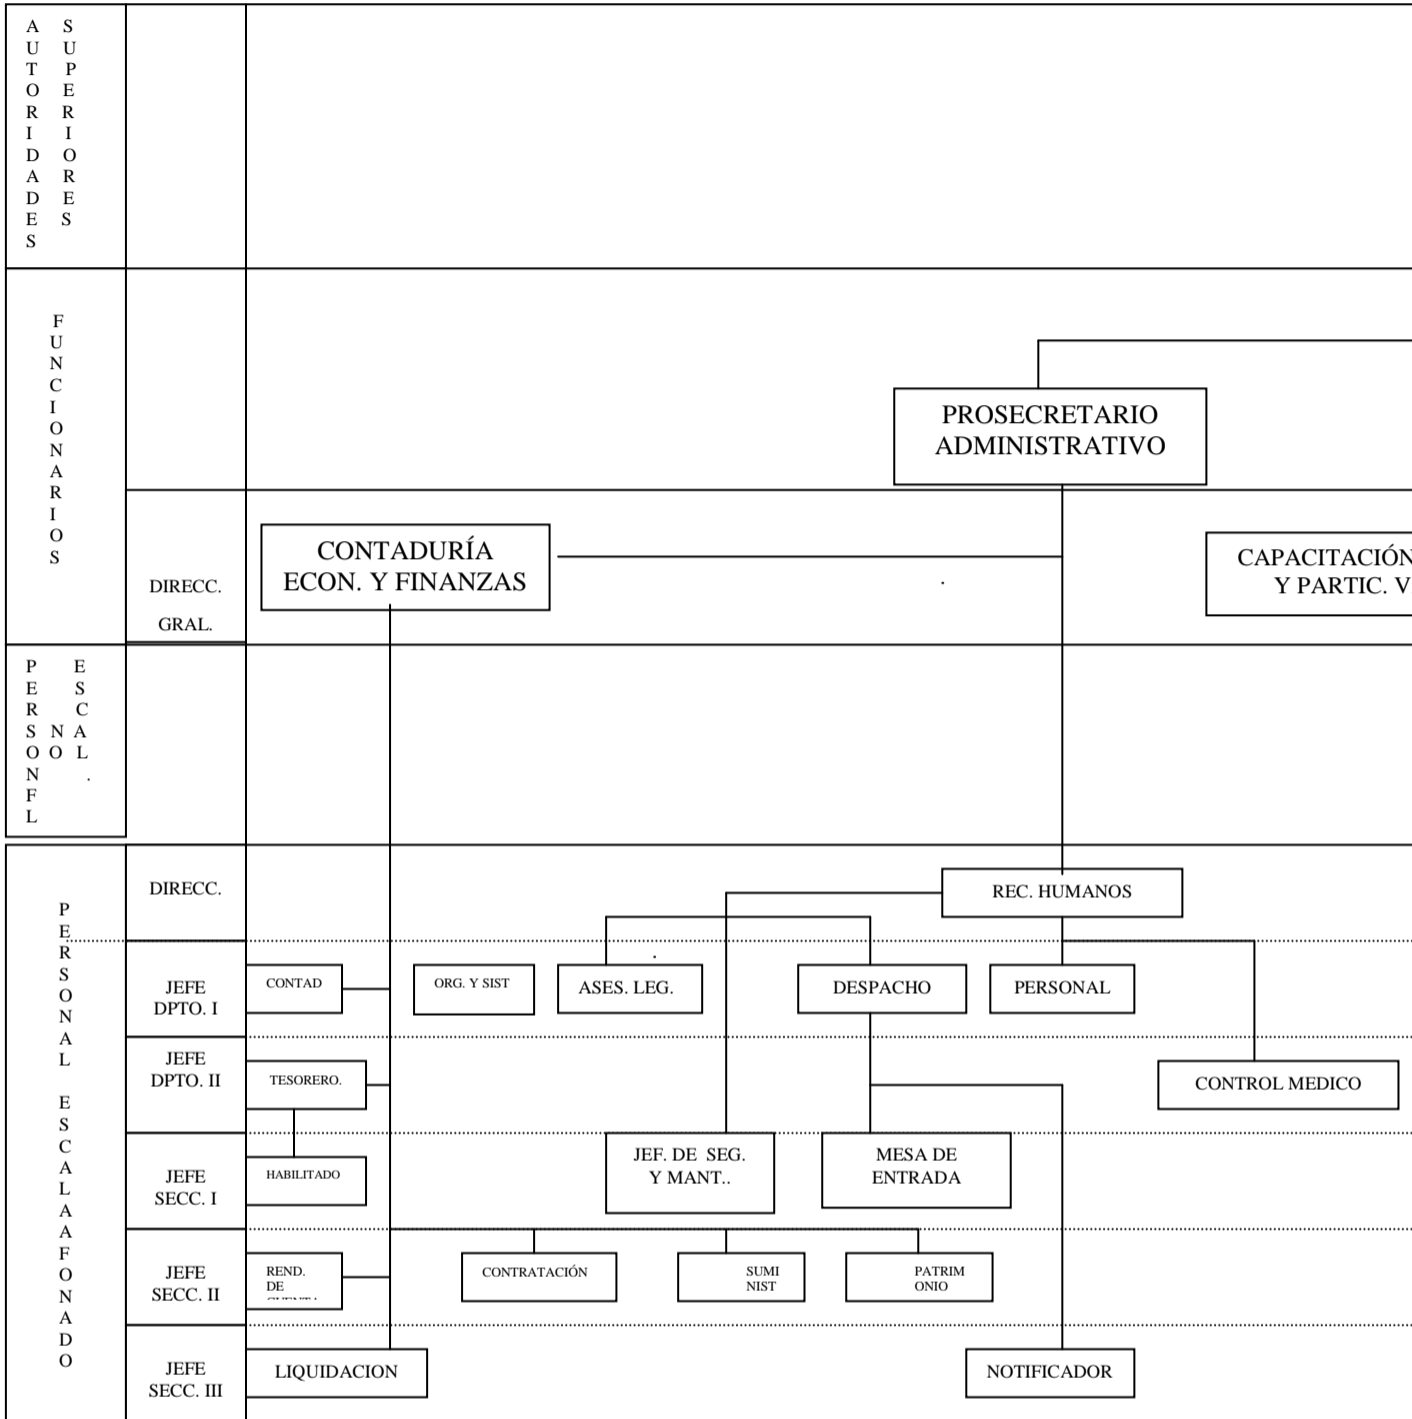 AUTORIDADES
SUPERIORES
FUNCIONARIOS
PROSECRETARIO
ADMINISTRATIVO
DIRECC.
GRAL.
CONTADURÍA
ECON. Y FINANZAS
CAPACITACIÓN
Y PARTIC. V
PERSONFL
NO
ESCAL.
PERSONAL ESCALAAFONADO
DIRECC.
REC. HUMANOS
JEFE
DPTO. I
CONTAD
ORG. Y SIST
ASES. LEG.
DESPACHO
PERSONAL
JEFE
DPTO. II
TESORERO.
CONTROL MEDICO
JEFE
SECC. I
HABILITADO
JEF. DE SEG.
Y MANT..
MESA DE
ENTRADA
JEFE
SECC. II
REND.
DE
CONTRATACIÓN
SUMI
NIST
PATRIM
ONIO
JEFE
SECC. III
LIQUIDACION
NOTIFICADOR